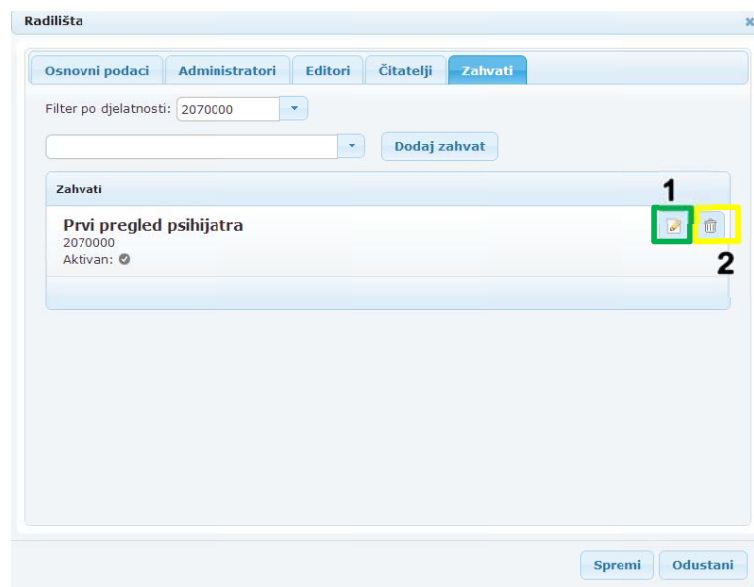 Radilišta
Osnovni podaci Administratori Editori Čitatelji Zahvati
Filter po djelatnosti: 2070000
Dodaj zahvat
Zahvati
1
Prvi pregled psihijatra
2070000
Aktivan:
2
Spremi Odustani